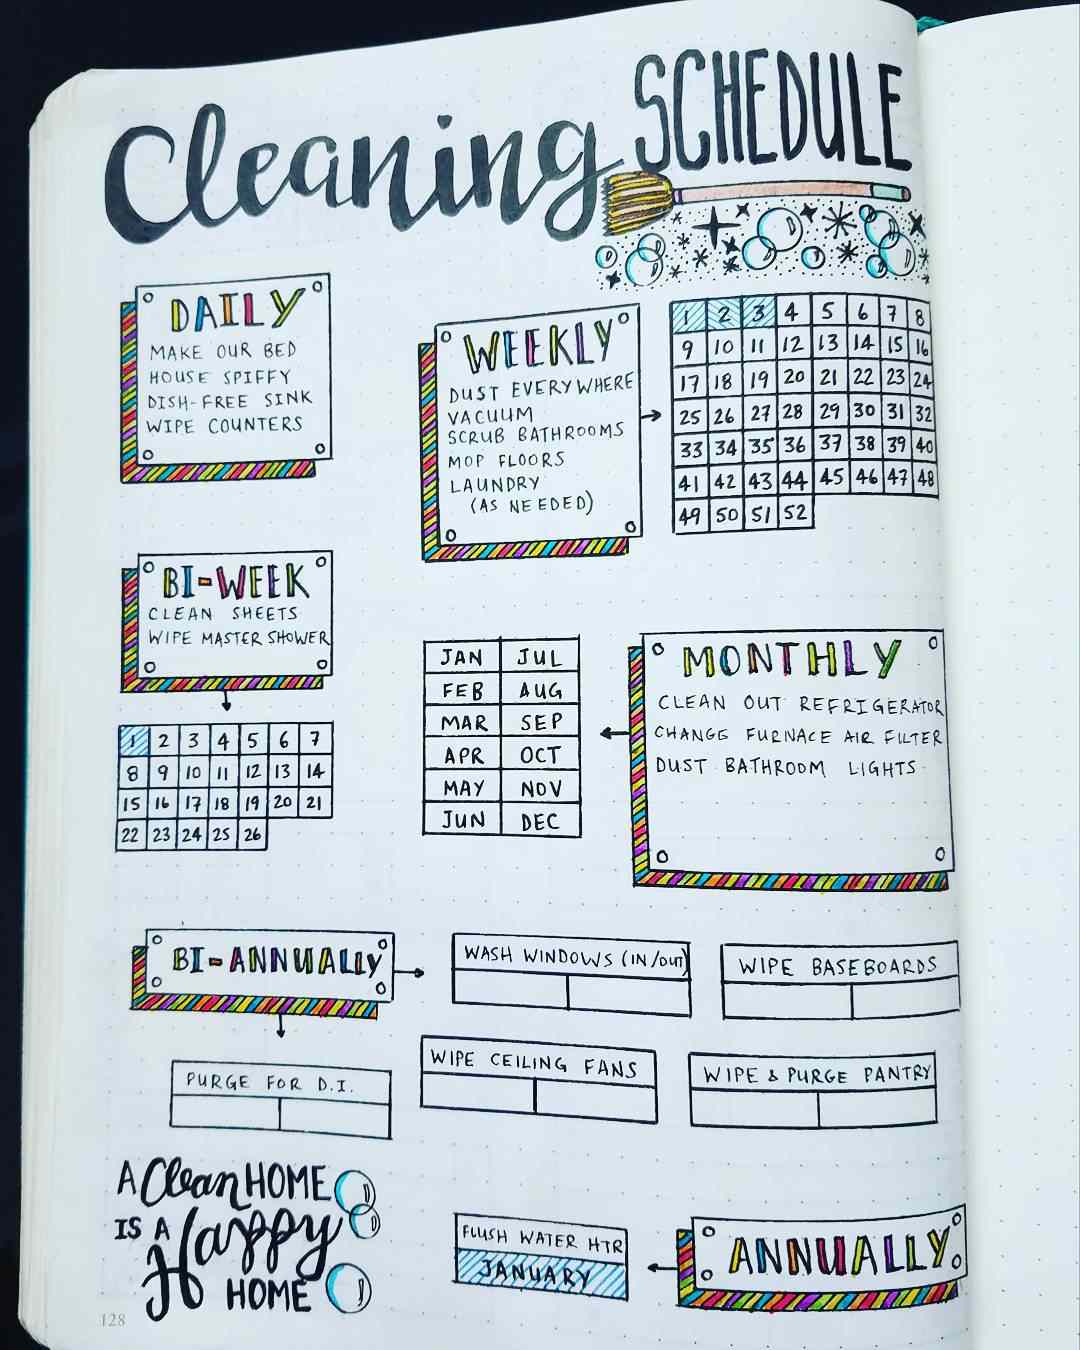 Cleaning SCHEDULE
DAILY
MAKE OUR BED
HOUSE SPIFFY
DISH-FREE SINK
WIPE COUNTERS
WEEKLY
DUST EVERYWHERE
VACUUM
SCRUB BATHROOMS
MOP FLOORS
LAUNDRY
(AS NEEDED)
1 2 3 4 5 6 7 8
9 10 11 12 13 14 15 16
17 18 19 20 21 22 23 24
25 26 27 28 29 30 31 32
33 34 35 36 37 38 39 40
41 42 43 44 45 46 47 48
49 50 51 52
BI-WEEK
CLEAN SHEETS
WIPE MASTER SHOWER
1 2 3 4 5 6 7
8 9 10 11 12 13 14
15 16 17 18 19 20 21
22 23 24 25 26
JAN JUL
FEB AUG
MAR SEP
APR OCT
MAY NOV
JUN DEC
MONTHLY
CLEAN OUT REFRIGERATOR
CHANGE FURNACE AIR FILTER
DUST BATHROOM LIGHTS
BI-ANNUALLY
WASH WINDOWS (IN/OUT)
WIPE BASEBOARDS
PURGE FOR D.I.
WIPE CEILING FANS
WIPE & PURGE PANTRY
A Clean HOME
IS A Happy
HOME
FLUSH WATER HTR
JANUARY
ANNUALLY
128